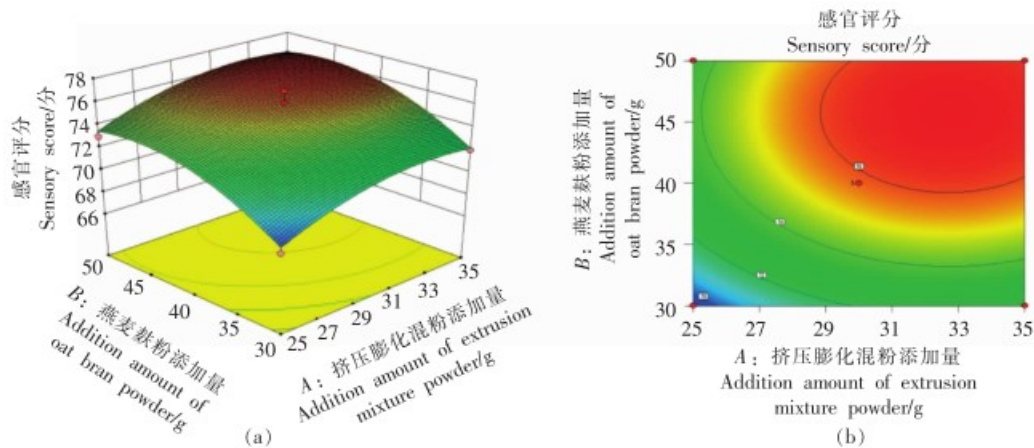 78
76
74
72
70
68
66
感官评分
Sensory score/分
50
45
40
35
30
25
27
29
31
33
35
B：燕麦麸粉添加量
Addition amount of
oat bran powder/g
A：挤压膨化混粉添加量
Addition amount of extrusion
mixture powder/g
(a)
感官评分
Sensory score/分
50
45
40
35
30
25
27
29
31
33
35
B：燕麦麸粉添加量
Addition amount of
oat bran powder/g
A：挤压膨化混粉添加量
Addition amount of extrusion
mixture powder/g
(b)